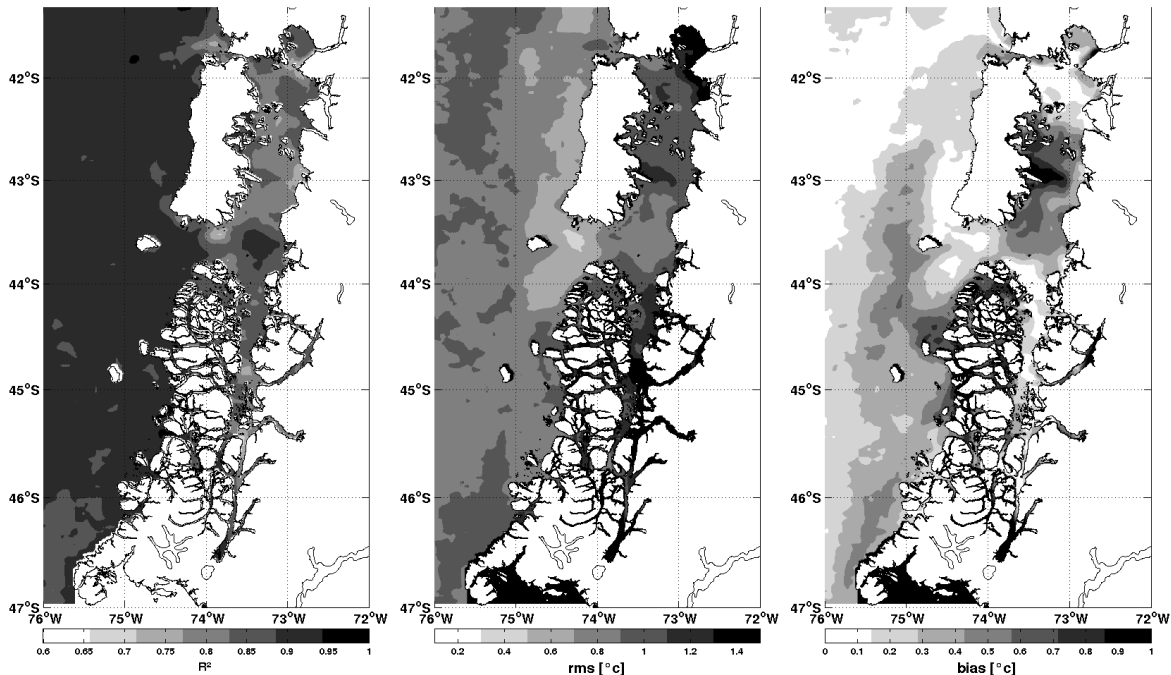 42°S
43°S
44°S
45°S
46°S
47°S
76°W 75°W 74°W 73°W 72°W
0.6 0.65 0.7 0.75 0.8 0.85 0.9 0.95 1
R²
42°S
43°S
44°S
45°S
46°S
47°S
76°W 75°W 74°W 73°W 72°W
0.2 0.4 0.6 0.8 1 1.2 1.4
rms [°c]
42°S
43°S
44°S
45°S
46°S
47°S
76°W 75°W 74°W 73°W 72°W
0 0.1 0.2 0.3 0.4 0.5 0.6 0.7 0.8 0.9 1
bias [°c]